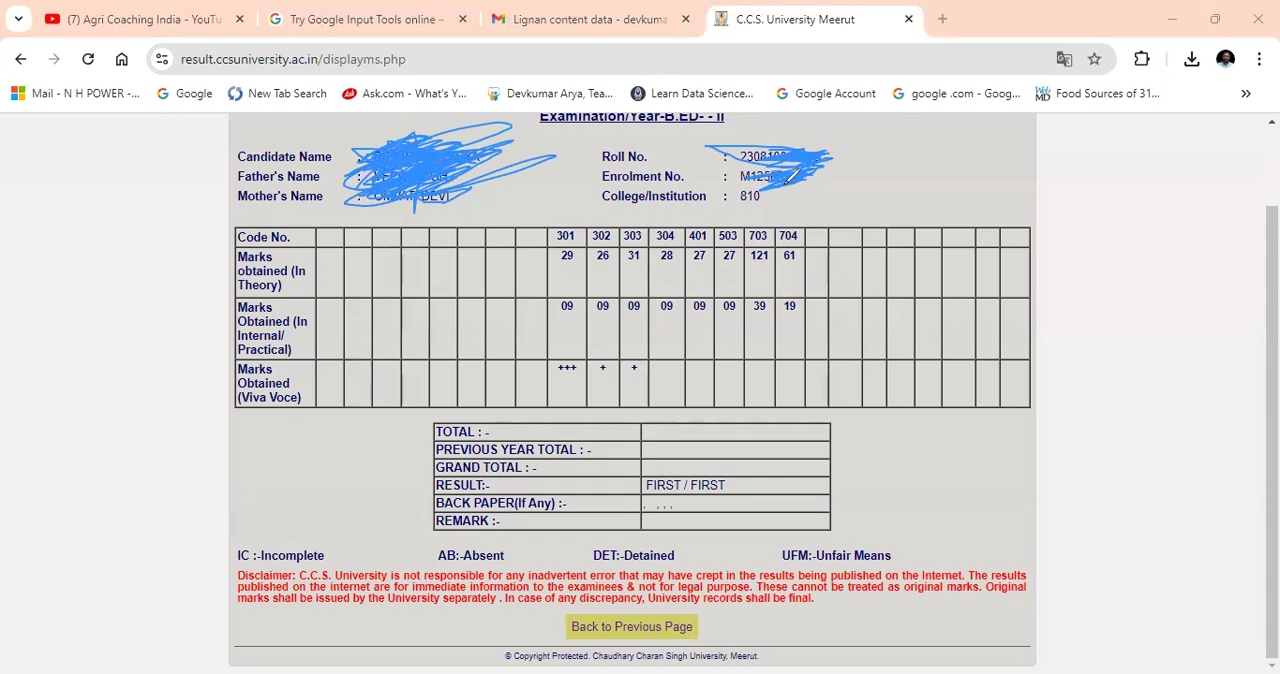 (7) Agri Coaching India - YouTu
Try Google Input Tools online –
Lignan content data - devkuma
C.C.S. University Meerut
result.ccsuniversity.ac.in/displayms.php
Mail - N H POWER -...
Google
New Tab Search
Ask.com - What's Y...
Devkumar Arya, Tea...
Learn Data Science...
Google Account
google .com - Goog...
Food Sources of 31...
Examination/Year-B.ED- - II
Candidate Name :
Roll No. :
Father's Name :
Enrolment No. :
Mother's Name : DEVI
College/Institution : 810
Code No. 301 302 303 304 401 503 703 704
Marks obtained (In Theory) 29 26 31 28 27 27 121 61
Marks Obtained (In Internal/ Practical) 09 09 09 09 09 09 39 19
Marks Obtained (Viva Voce) +++ + +
TOTAL : -
PREVIOUS YEAR TOTAL : -
GRAND TOTAL : -
RESULT:- FIRST / FIRST
BACK PAPER(If Any) :- , , , ,
REMARK :-
IC :-Incomplete AB:-Absent DET:-Detained UFM:-Unfair Means
Disclaimer: C.C.S. University is not responsible for any inadvertent error that may have crept in the results being published on the Internet. The results
published on the internet are for immediate information to the examinees & not for legal purpose. These cannot be treated as original marks. Original
marks shall be issued by the University separately . In case of any discrepancy, University records shall be final.
Back to Previous Page
© Copyright Protected. Chaudhary Charan Singh University, Meerut.